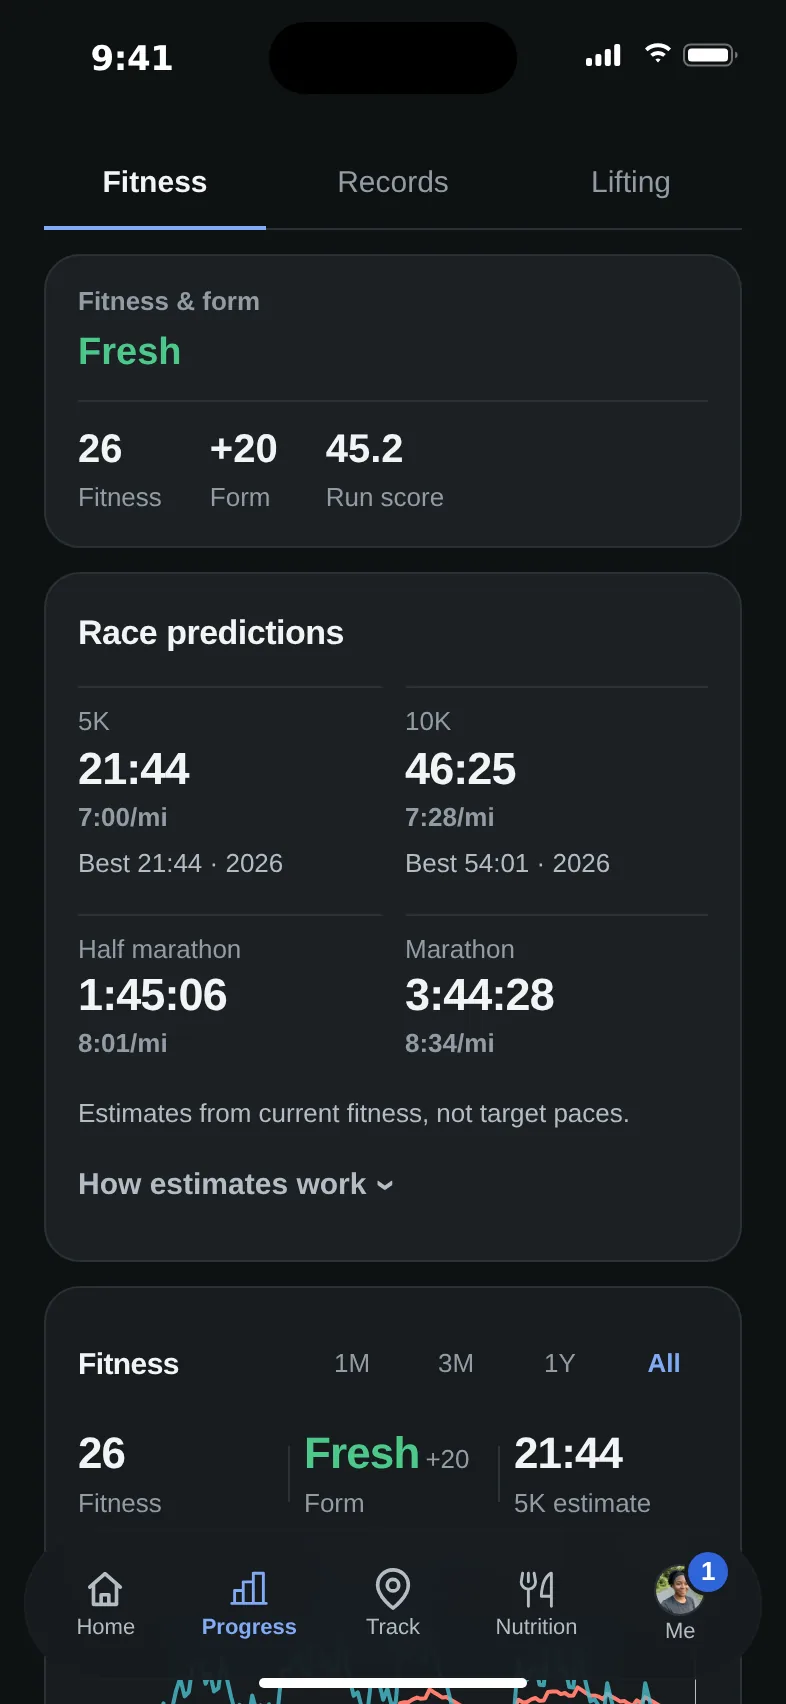 9:41
Fitness Records Lifting
Fitness & form
Fresh
26 +20 45.2
Fitness Form Run score
Race predictions
5K 10K
21:44 46:25
7:00/mi 7:28/mi
Best 21:44 · 2026 Best 54:01 · 2026
Half marathon Marathon
1:45:06 3:44:28
8:01/mi 8:34/mi
Estimates from current fitness, not target paces.
How estimates work
Fitness 1M 3M 1Y All
26 Fresh +20 21:44
Fitness Form 5K estimate
1
Home Progress Track Nutrition Me